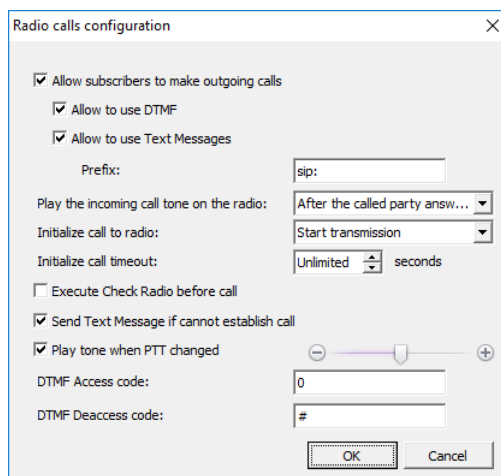 Radio calls configuration
Allow subscribers to make outgoing calls
Allow to use DTMF
Allow to use Text Messages
Prefix: sip:
Play the incoming call tone on the radio: After the called party answ...
Initialize call to radio: Start transmission
Initialize call timeout: Unlimited seconds
Execute Check Radio before call
Send Text Message if cannot establish call
Play tone when PTT changed
DTMF Access code: 0
DTMF Deaccess code: #
OK Cancel